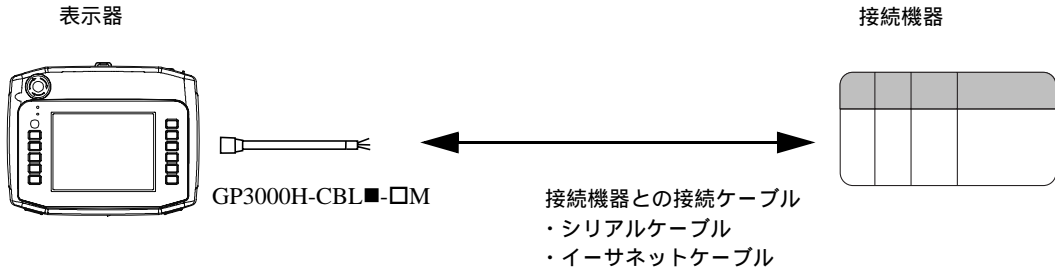 表示器
接続機器
GP3000H-CBL■-□M
接続機器との接続ケーブル
・シリアルケーブル
・イーサネットケーブル